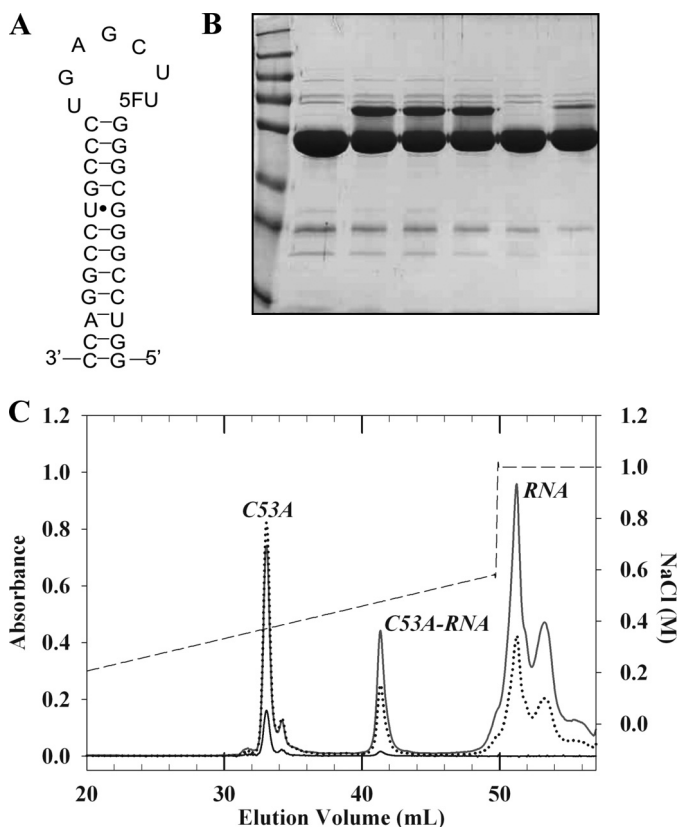 A
B
A G C
G U
U 5FU
C–G
C–G
C–G
G–C
U•G
C–G
C–G
G–C
G–C
A–U
C–G
3’—C–G—5’
C
1.2
1.0
0.8
0.6
0.4
0.2
0.0
Absorbance
C53A
C53A-RNA
RNA
1.2
1.0
0.8
0.6
0.4
0.2
0.0
NaCl (M)
20 30 40 50
Elution Volume (mL)